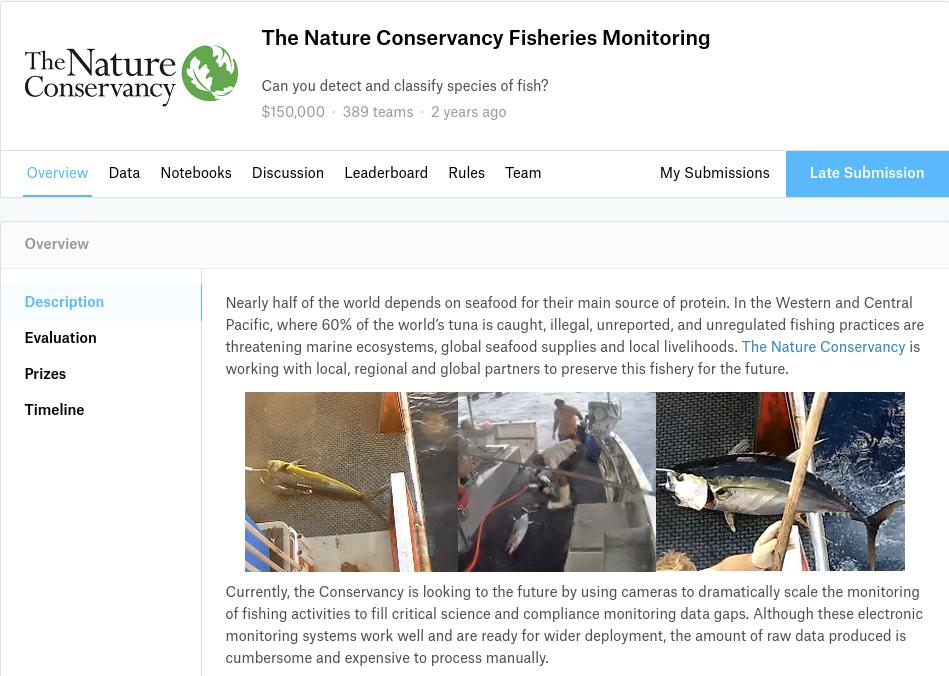 The Nature
Conservancy
The Nature Conservancy Fisheries Monitoring
Can you detect and classify species of fish?
$150,000 · 389 teams · 2 years ago
Overview Data Notebooks Discussion Leaderboard Rules Team My Submissions Late Submission
Overview
Description
Evaluation
Prizes
Timeline
Nearly half of the world depends on seafood for their main source of protein. In the Western and Central
Pacific, where 60% of the world’s tuna is caught, illegal, unreported, and unregulated fishing practices are
threatening marine ecosystems, global seafood supplies and local livelihoods. The Nature Conservancy is
working with local, regional and global partners to preserve this fishery for the future.
Currently, the Conservancy is looking to the future by using cameras to dramatically scale the monitoring
of fishing activities to fill critical science and compliance monitoring data gaps. Although these electronic
monitoring systems work well and are ready for wider deployment, the amount of raw data produced is
cumbersome and expensive to process manually.